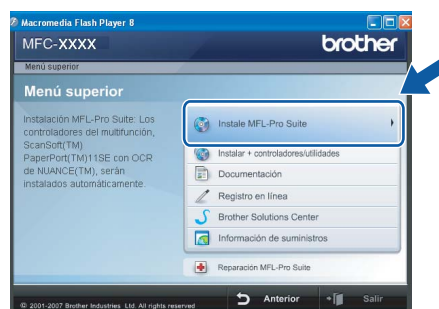 Macromedia Flash Player 8
MFC-XXXX
brother
Menú superior
Menú superior
Instalación MFL-Pro Suite: Los
controladores del multifunción,
ScanSoft(TM)
PaperPort(TM)11SE con OCR
de NUANCE(TM), serán
instalados automáticamente.
Instale MFL-Pro Suite
Instalar + controladores/utilidades
Documentación
Registro en línea
Brother Solutions Center
Información de suministros
Reparación MFL-Pro Suite
© 2001-2007 Brother Industries Ltd. All rights reserved
Anterior
Salir